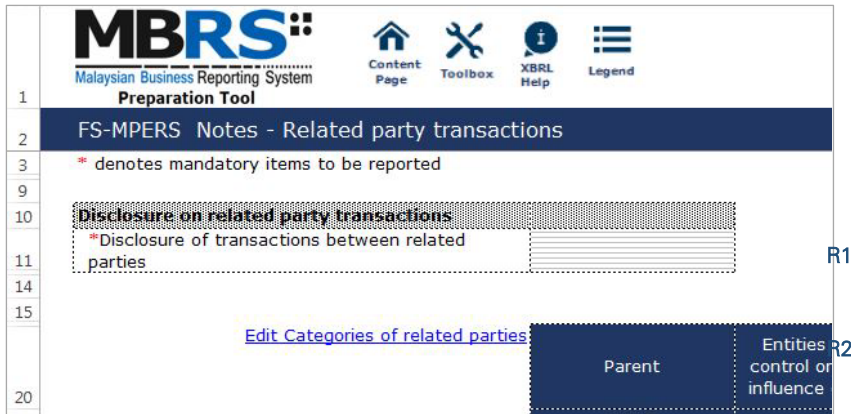 MBRS
Malaysian Business Reporting System
Preparation Tool
Content
Page
Toolbox
XBRL
Help
Legend
1
2 FS-MPERS Notes - Related party transactions
3 * denotes mandatory items to be reported
9
10 Disclosure on related party transactions
*Disclosure of transactions between related
11 parties
R1
14
15
Edit Categories of related parties
Parent
Entities
control or
influence
R2
20